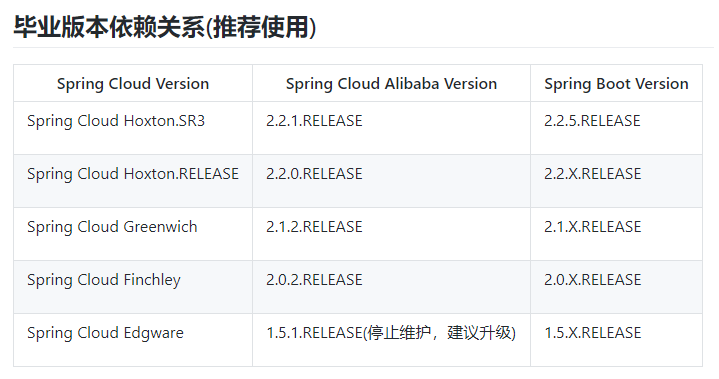 毕业版本依赖关系(推荐使用)
Spring Cloud Version Spring Cloud Alibaba Version Spring Boot Version
Spring Cloud Hoxton.SR3 2.2.1.RELEASE 2.2.5.RELEASE
Spring Cloud Hoxton.RELEASE 2.2.0.RELEASE 2.2.X.RELEASE
Spring Cloud Greenwich 2.1.2.RELEASE 2.1.X.RELEASE
Spring Cloud Finchley 2.0.2.RELEASE 2.0.X.RELEASE
Spring Cloud Edgware 1.5.1.RELEASE(停止维护，建议升级) 1.5.X.RELEASE